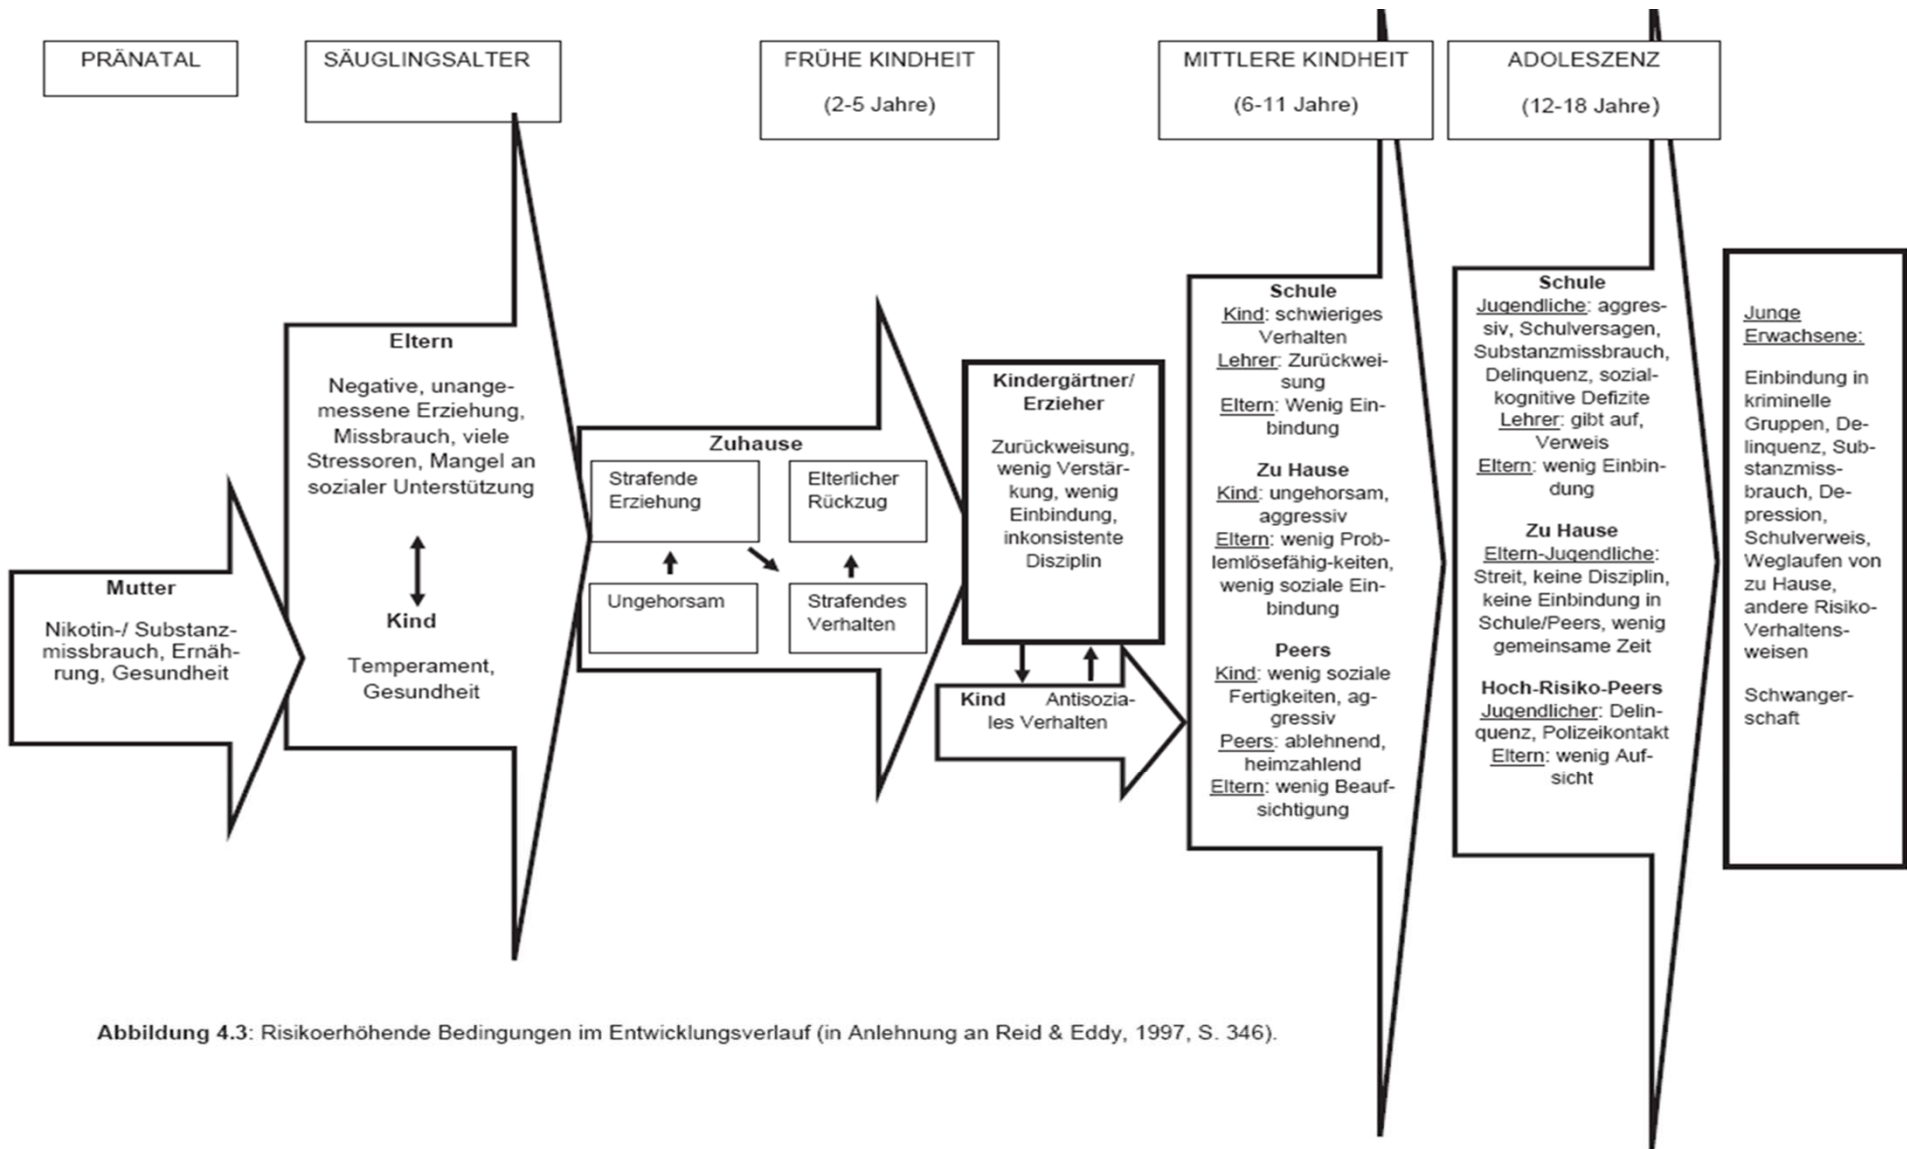 PRÄNATAL
SÄUGLINGSALTER
FRÜHE KINDHEIT
(2-5 Jahre)
MITTLERE KINDHEIT
(6-11 Jahre)
ADOLESZENZ
(12-18 Jahre)
Mutter
Nikotin-/ Substanz-
missbrauch, Ernäh-
rung, Gesundheit
Eltern
Negative, unange-
messene Erziehung,
Missbrauch, viele
Stressoren, Mangel an
sozialer Unterstützung
Kind
Temperament,
Gesundheit
Zuhause
Strafende
Erziehung
Elterlicher
Rückzug
Ungehorsam
Strafendes
Verhalten
Kindergärtner/
Erzieher
Zurückweisung,
wenig Verstär-
kung, wenig
Einbindung,
inkonsistente
Disziplin
Kind Antisozia-
les Verhalten
Schule
Kind: schwieriges
Verhalten
Lehrer: Zurückwei-
sung
Eltern: Wenig Ein-
bindung
Zu Hause
Kind: ungehorsam,
aggressiv
Eltern: wenig Prob-
lemlösefähig-keiten,
wenig soziale Ein-
bindung
Peers
Kind: wenig soziale
Fertigkeiten, ag-
gressiv
Peers: ablehnend,
heimzahlend
Eltern: wenig Beauf-
sichtigung
Schule
Jugendliche: aggres-
siv, Schulversagen,
Substanzmissbrauch,
Delinquenz, sozial-
kognitive Defizite
Lehrer: gibt auf,
Verweis
Eltern: wenig Einbin-
dung
Zu Hause
Eltern-Jugendliche:
Streit, keine Disziplin,
keine Einbindung in
Schule/Peers, wenig
gemeinsame Zeit
Hoch-Risiko-Peers
Jugendlicher: Delin-
quenz, Polizeikontakt
Eltern: wenig Auf-
sicht
Junge
Erwachsene:
Einbindung in
kriminelle
Gruppen, De-
linquenz, Sub-
stanzmiss-
brauch, De-
pression,
Schulverweis,
Weglaufen von
zu Hause,
andere Risiko-
Verhaltens-
weisen
Schwanger-
schaft
Abbildung 4.3: Risikoerhöhende Bedingungen im Entwicklungsverlauf (in Anlehnung an Reid & Eddy, 1997, S. 346).